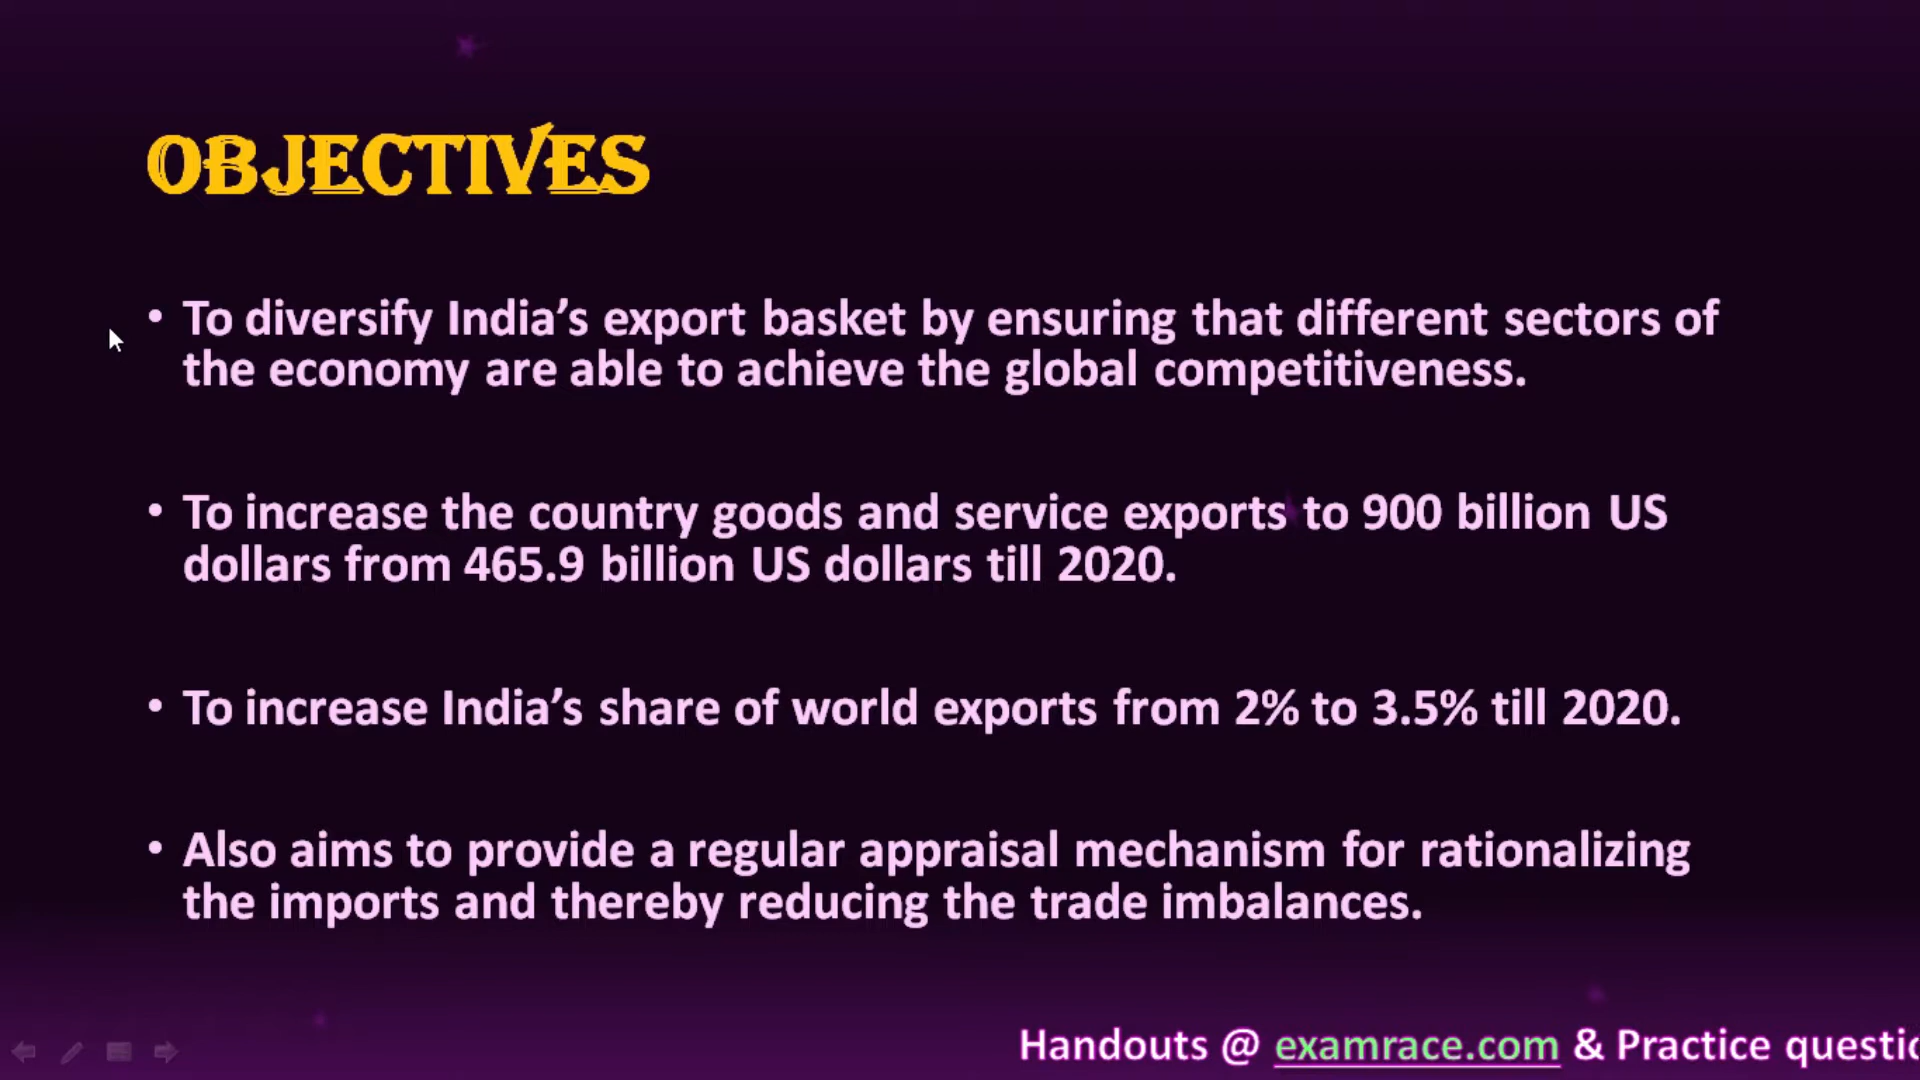 OBJECTIVES
• To diversify India’s export basket by ensuring that different sectors of
the economy are able to achieve the global competitiveness.
• To increase the country goods and service exports to 900 billion US
dollars from 465.9 billion US dollars till 2020.
• To increase India’s share of world exports from 2% to 3.5% till 2020.
• Also aims to provide a regular appraisal mechanism for rationalizing
the imports and thereby reducing the trade imbalances.
Handouts @ examrace.com & Practice